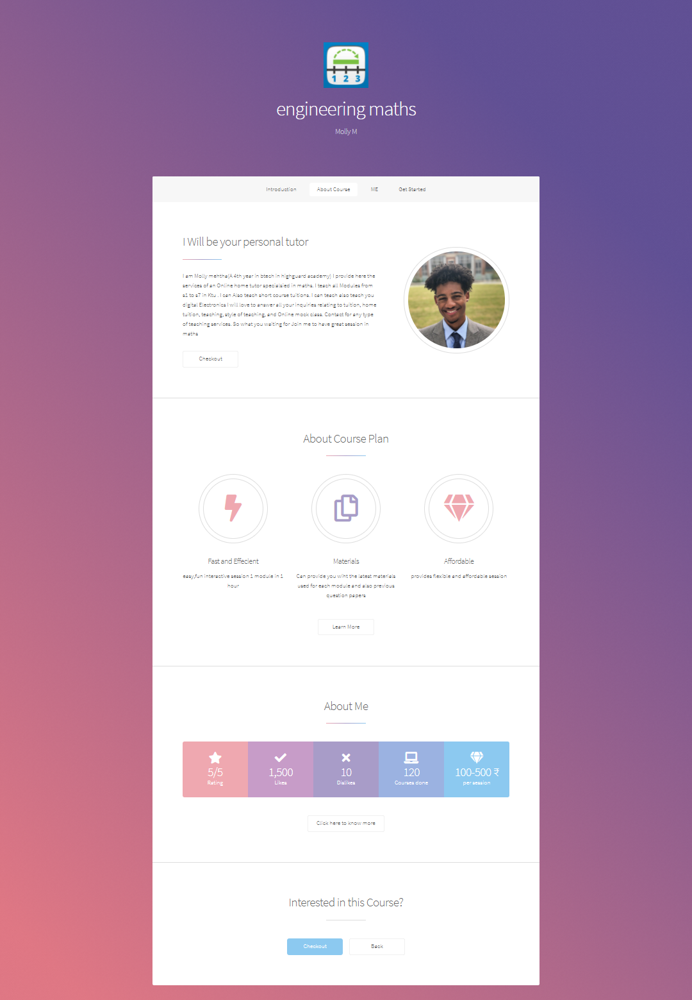 1 2 3
engineering maths
Molly M
Introduction About Course ME Get Started
I Will be your personal tutor
I am Molly mehtha(A 4th year in btech in highguard academy) I provide here the
services of an Online home tutor specialsied in maths. I teach all Modules from
s1 to s7 in Ktu . I can Also teach short course tuitions. I can teach also teach you
digital Electronics I will love to answer all your inquiries relating to tuition, home
tuition, teaching, style of teaching, and Online mock class. Contact for any type
of teaching services. So what you waiting for Join me to have great session in
maths
Checkout
About Course Plan
Fast and Effecient
easy,fun interactive session 1 module in 1
hour
Materials
Can provide you wiht the latest materials
used for each module and also previous
question papers
Affordable
provides flexible and affordable session
Learn More
About Me
5/5
Rating
1,500
Likes
10
Dislikes
120
Courses done
100-500 ₹
per session
Click here to know more
Interested in this Course?
Checkout Back